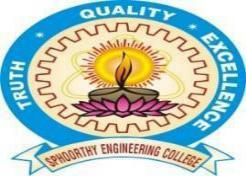 TRUTH QUALITY EXCELLENCE
SPHOORTHY ENGINEERING COLLEGE